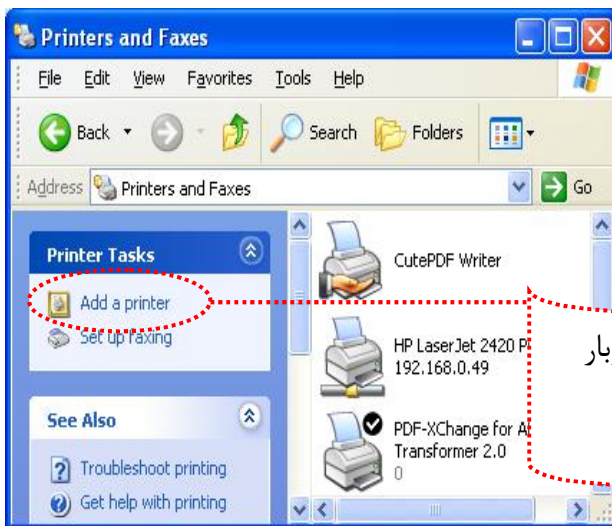 Printers and Faxes
File Edit View Favorites Tools Help
Back Search Folders
Address Printers and Faxes Go
Printer Tasks
Add a printer
Set up faxing
See Also
Troubleshoot printing
Get help with printing
CutePDF Writer
HP LaserJet 2420 P
192.168.0.49
PDF-XChange for A
Transformer 2.0
0
بار